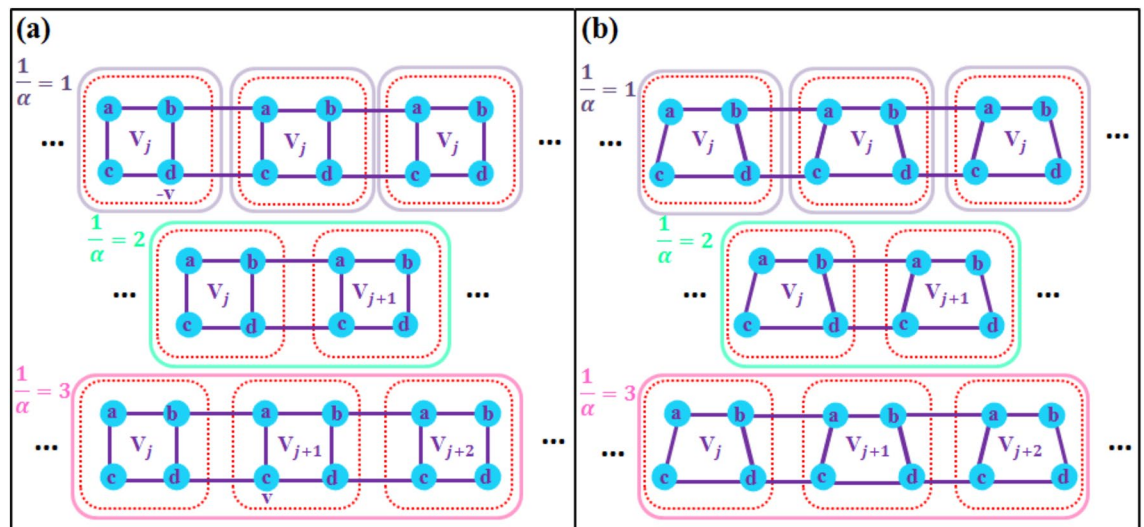 (a)
1/α = 1
a b a b a b
... V_j V_j V_j ...
c d c d c d
-v
1/α = 2
a b a b
... V_j V_{j+1} ...
c d c d
1/α = 3
a b a b a b
... V_j V_{j+1} V_{j+2} ...
c d c d c d
v
(b)
1/α = 1
a b a b a b
... V_j V_j V_j ...
c d c d c d
1/α = 2
a b a b
... V_j V_{j+1} ...
c d c d
1/α = 3
a b a b a b
... V_j V_{j+1} V_{j+2} ...
c d c d c d